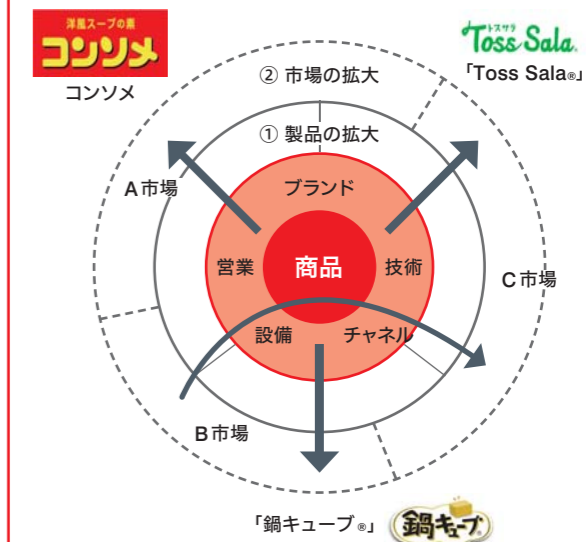 洋風スープの素
コンソメ
コンソメ
トスサラ
Toss Sala.
「Toss Sala®」
② 市場の拡大
① 製品の拡大
A市場
ブランド
営業
商品
技術
C市場
設備
チャネル
B市場
「鍋キューブ®」
鍋キューブ